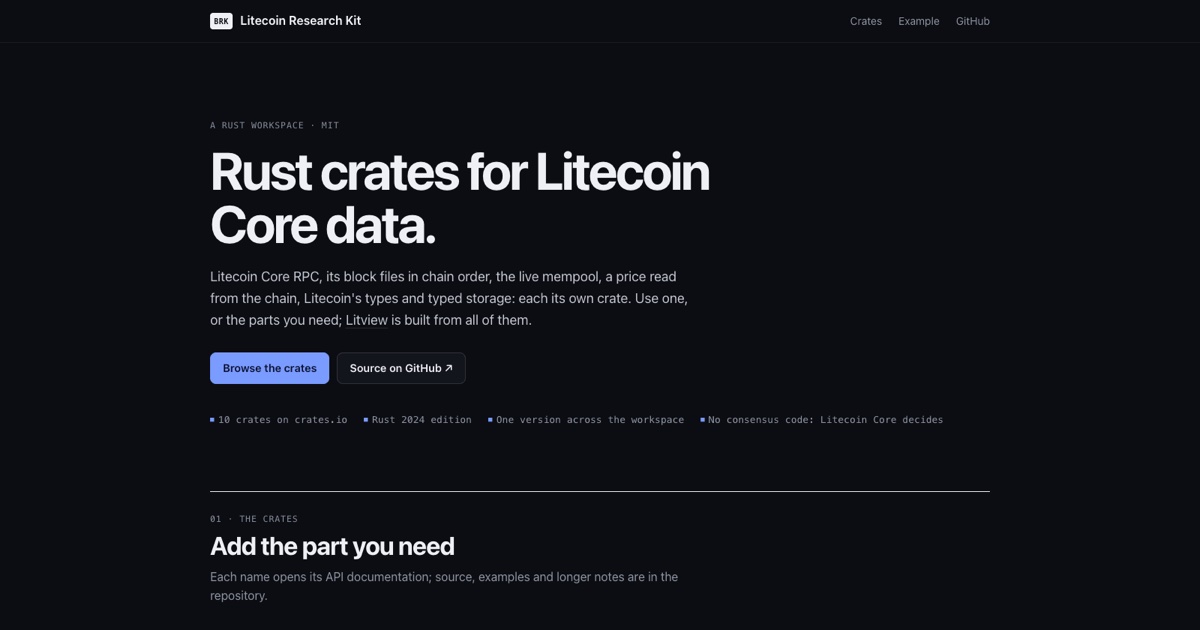 BRK Litecoin Research Kit
Crates Example GitHub
A RUST WORKSPACE · MIT
Rust crates for Litecoin
Core data.
Litecoin Core RPC, its block files in chain order, the live mempool, a price read
from the chain, Litecoin's types and typed storage: each its own crate. Use one,
or the parts you need; Litview is built from all of them.
Browse the crates
Source on GitHub ↗
10 crates on crates.io
Rust 2024 edition
One version across the workspace
No consensus code: Litecoin Core decides
01 · THE CRATES
Add the part you need
Each name opens its API documentation; source, examples and longer notes are in the
repository.